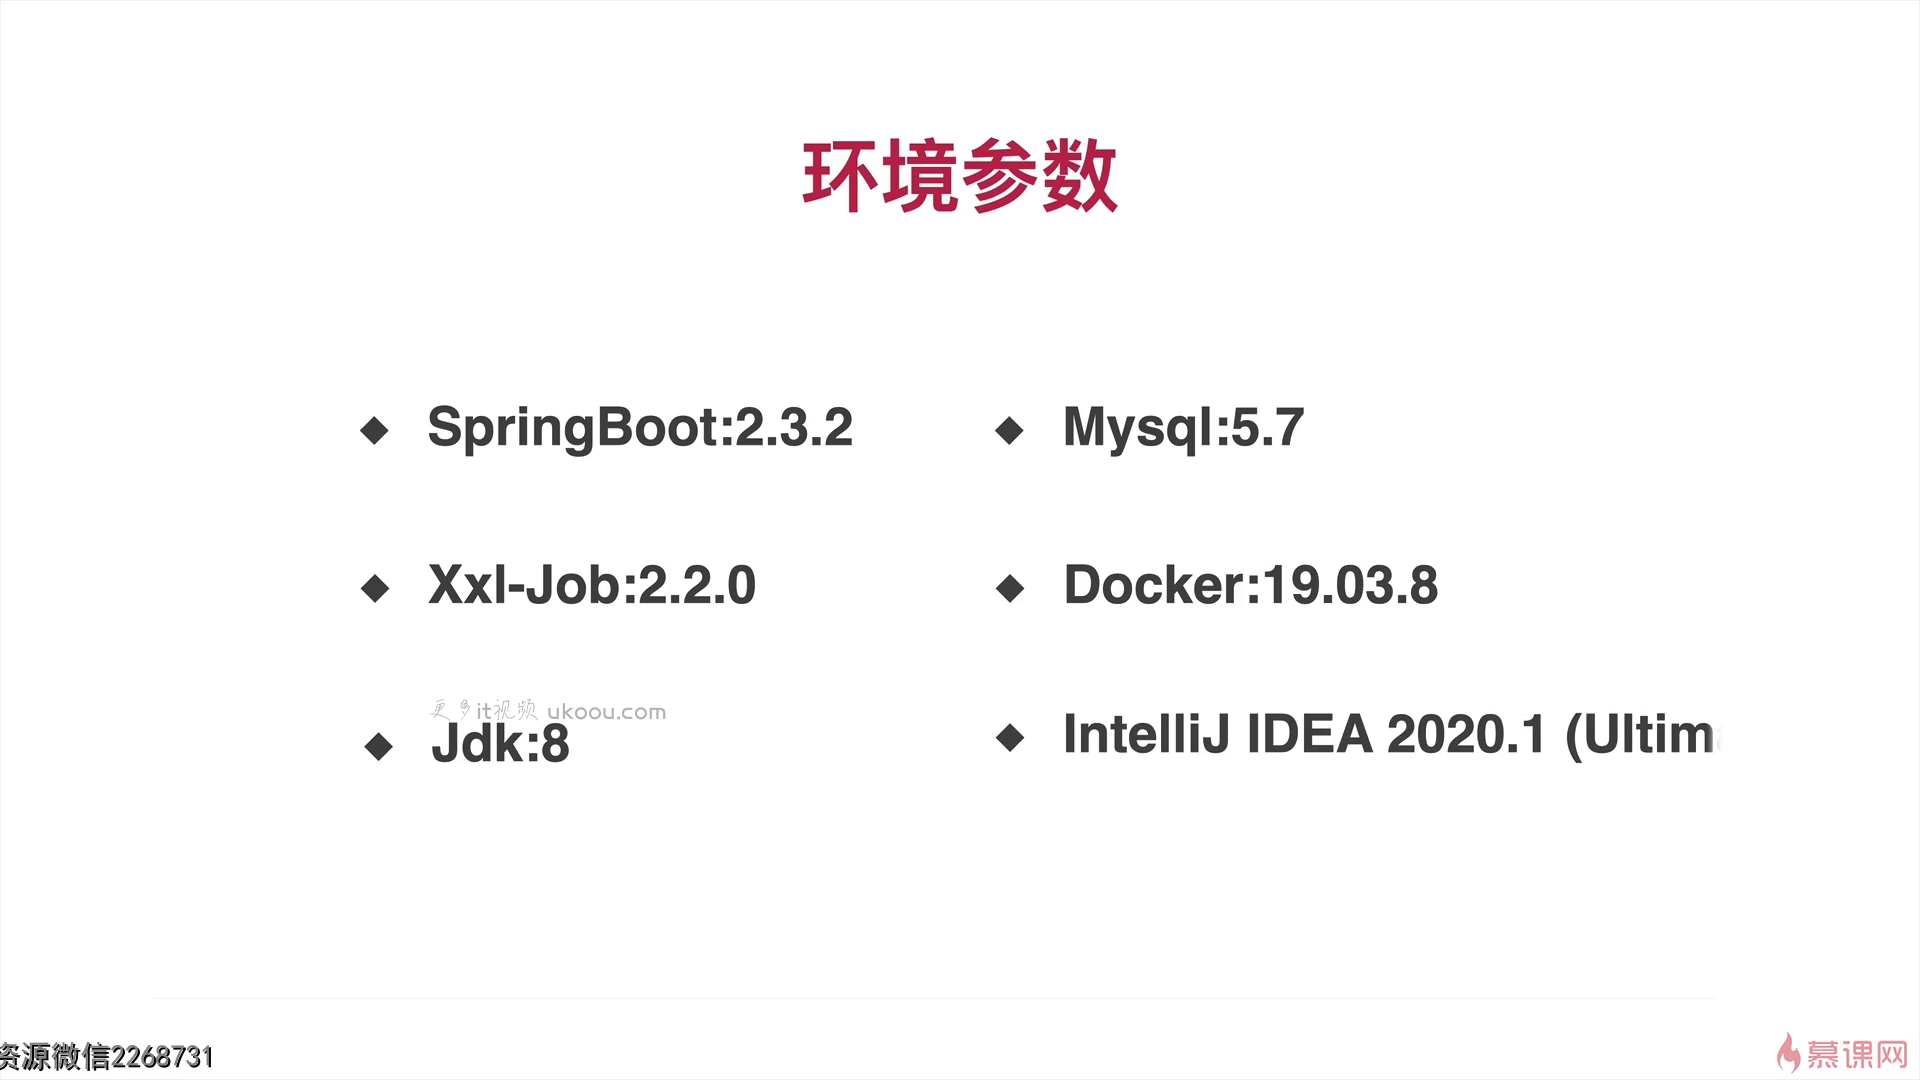 环境参数
SpringBoot:2.3.2
Mysql:5.7
Xxl-Job:2.2.0
Docker:19.03.8
更多it视频 ukoou.com
Jdk:8
IntelliJ IDEA 2020.1 (Ultim
资源微信2268731
慕课网